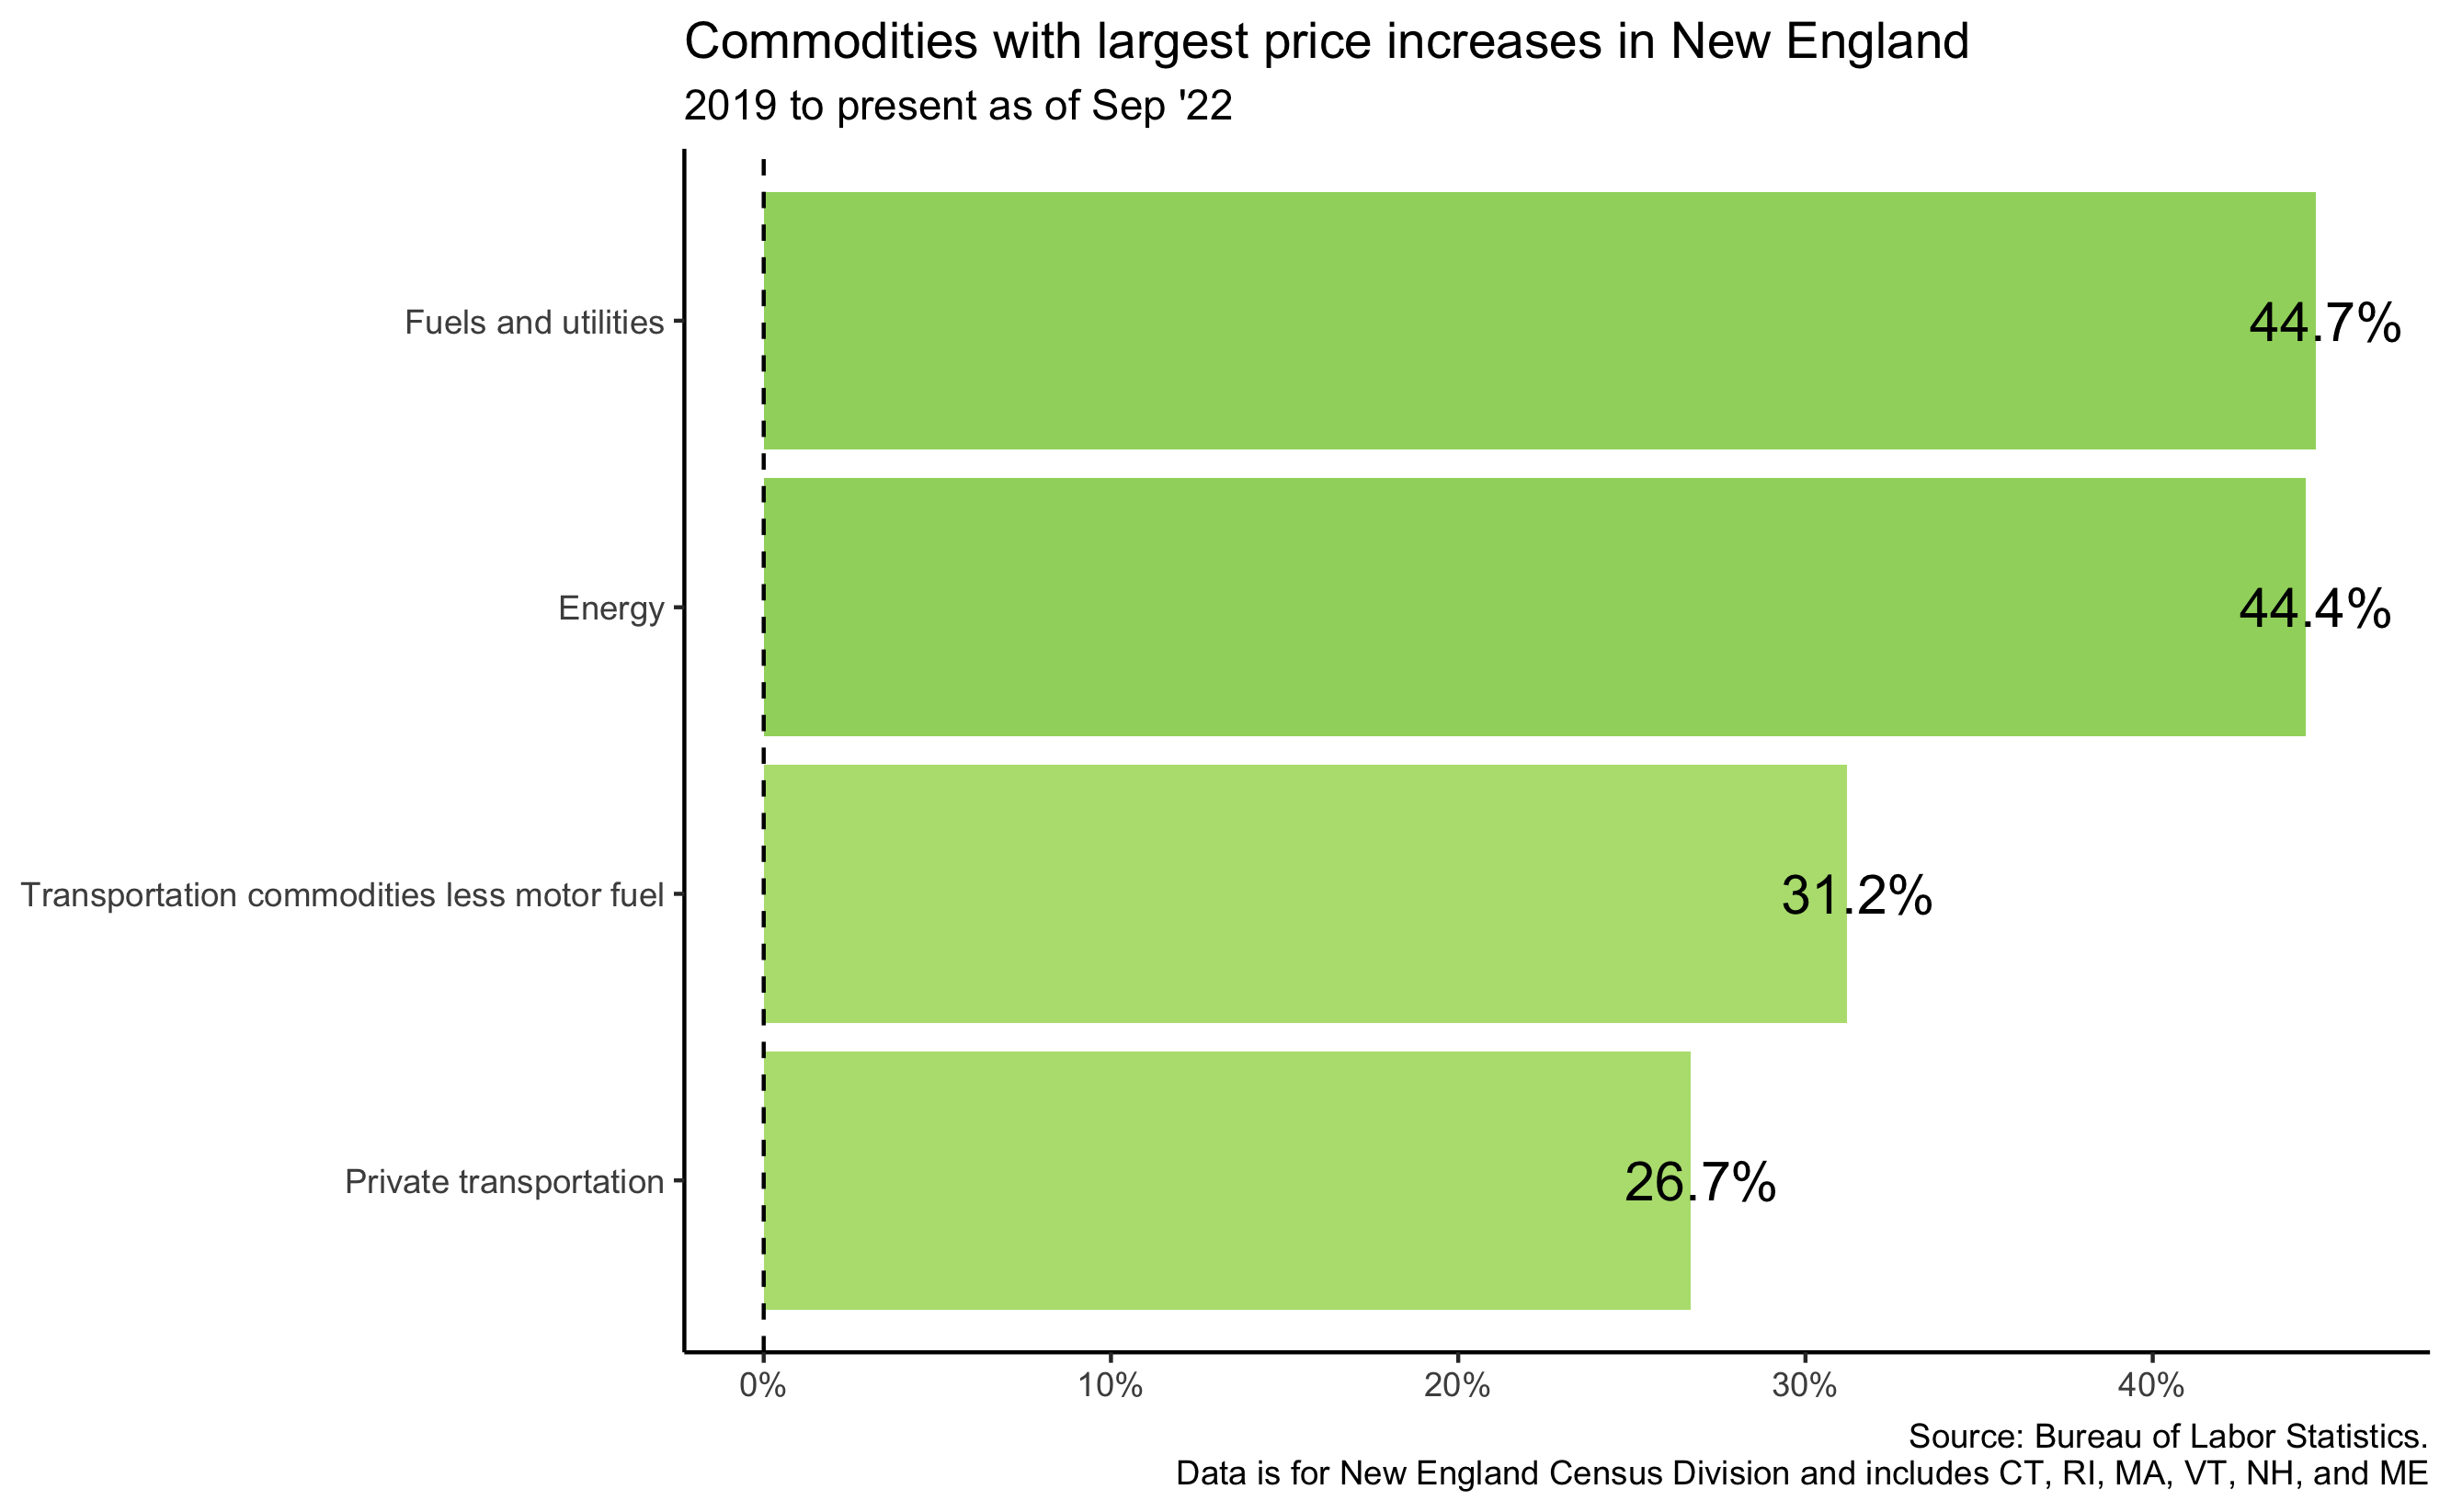 Commodities with largest price increases in New England
2019 to present as of Sep '22
Fuels and utilities
44.7%
Energy
44.4%
Transportation commodities less motor fuel
31.2%
Private transportation
26.7%
0%
10%
20%
30%
40%
Source: Bureau of Labor Statistics.
Data is for New England Census Division and includes CT, RI, MA, VT, NH, and ME